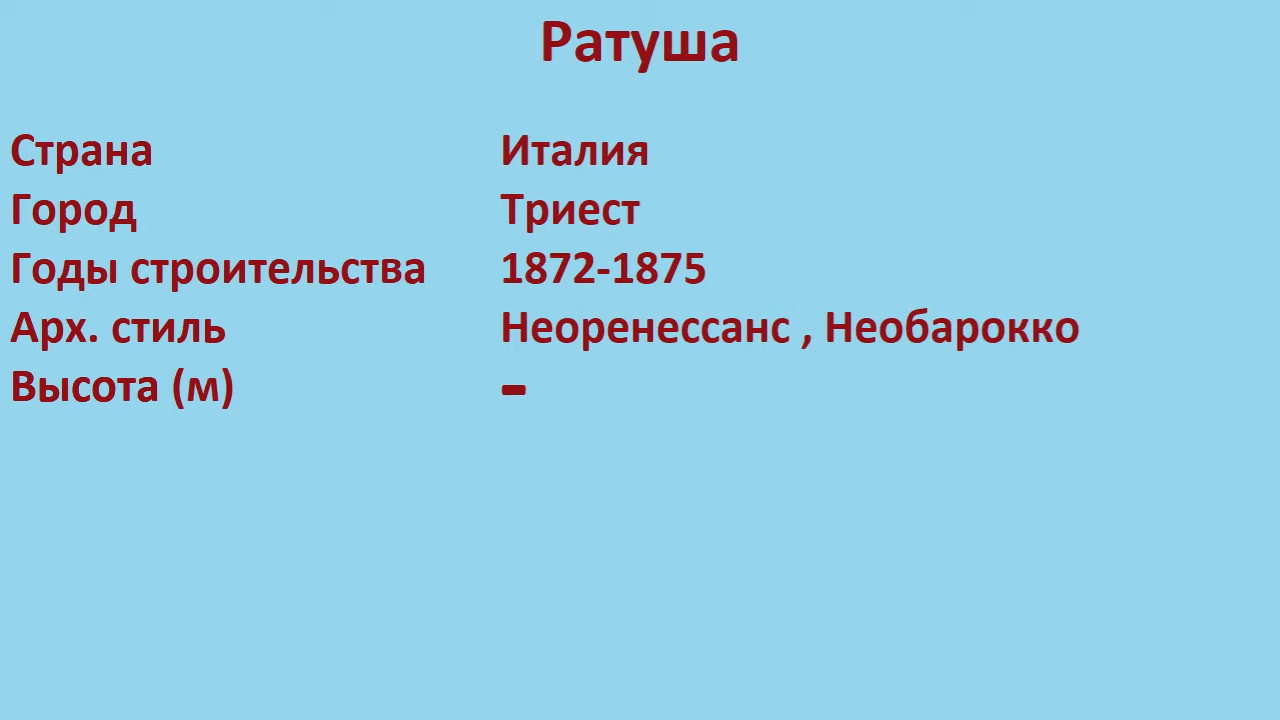 Ратуша
Страна Италия
Город Триест
Годы строительства 1872-1875
Арх. стиль Неоренессанс , Необарокко
Высота (м) -